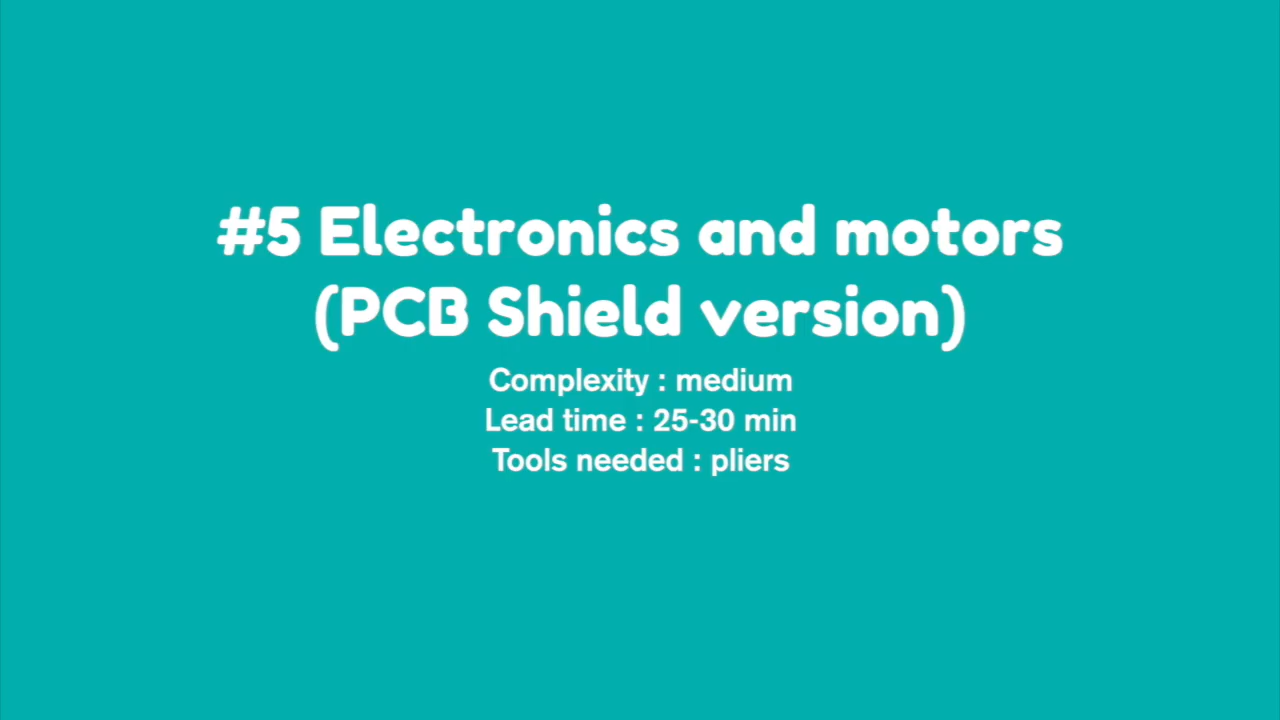 #5 Electronics and motors
(PCB Shield version)
Complexity : medium
Lead time : 25-30 min
Tools needed : pliers